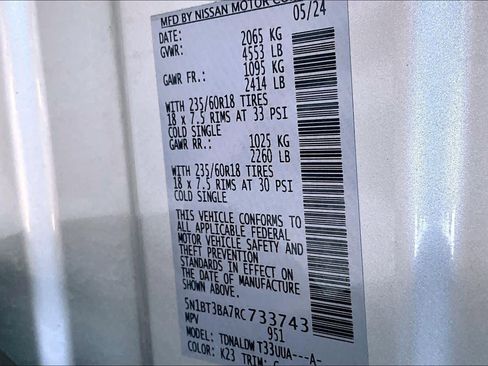 MFD BY NISSAN MOTOR CO
DATE: 05/24
GVWR: 2065 KG
4553 LB
GAWR FR.: 1095 KG
2414 LB
WITH 235/60R18 TIRES
18 x 7.5 RIMS AT 33 PSI
COLD SINGLE
GAWR RR.: 1025 KG
2260 LB
WITH 235/60R18 TIRES
18 x 7.5 RIMS AT 30 PSI
COLD SINGLE
THIS VEHICLE CONFORMS TO
ALL APPLICABLE FEDERAL
MOTOR VEHICLE SAFETY AND
THEFT PREVENTION
STANDARDS IN EFFECT ON
THE DATE OF MANUFACTURE
SHOWN ABOVE.
5N1BT3BA7RC733743
MPV 951
MODEL: TDNALDWT33UUA---A-
COLOR: K23 TRIM: